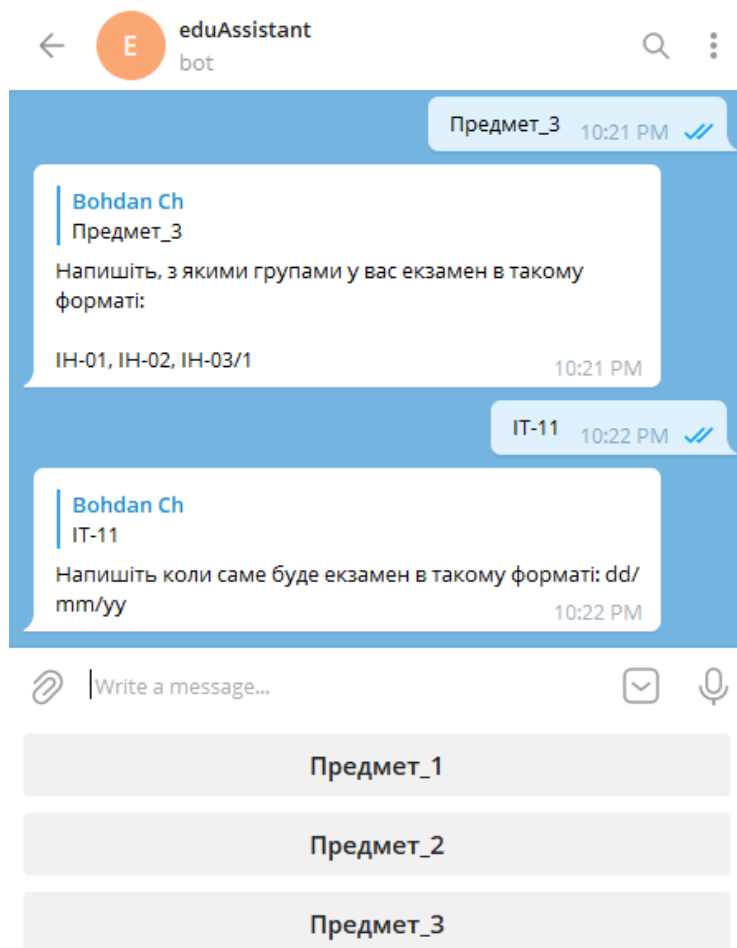 E
eduAssistant
bot
Предмет_3 10:21 PM
Bohdan Ch
Предмет_3
Напишіть, з якими групами у вас екзамен в такому
форматі:
ІН-01, ІН-02, ІН-03/1
10:21 PM
ІТ-11 10:22 PM
Bohdan Ch
ІТ-11
Напишіть коли саме буде екзамен в такому форматі: dd/
mm/yy
10:22 PM
Write a message...
Предмет_1
Предмет_2
Предмет_3